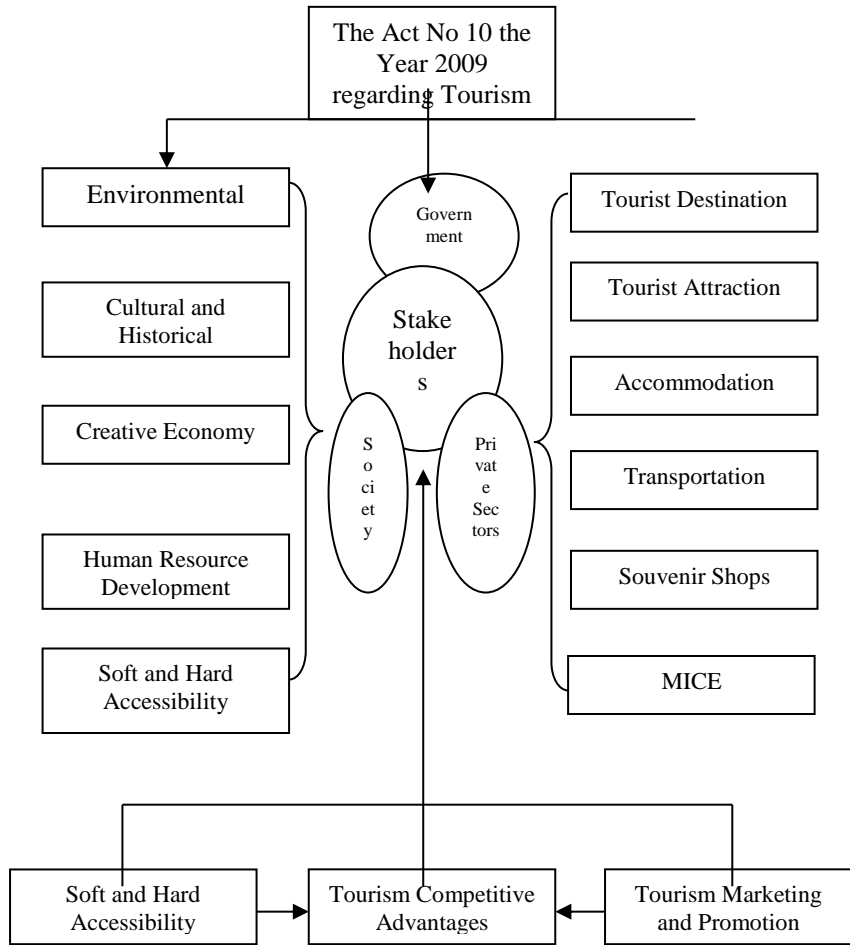 The Act No 10 the
Year 2009
regarding Tourism
Environmental
Cultural and
Historical
Creative Economy
Human Resource
Development
Soft and Hard
Accessibility
Govern
ment
Stake
holder
s
S
o
ci
et
y
Pri
vat
e
Sec
tors
Tourist Destination
Tourist Attraction
Accommodation
Transportation
Souvenir Shops
MICE
Soft and Hard
Accessibility
Tourism Competitive
Advantages
Tourism Marketing
and Promotion